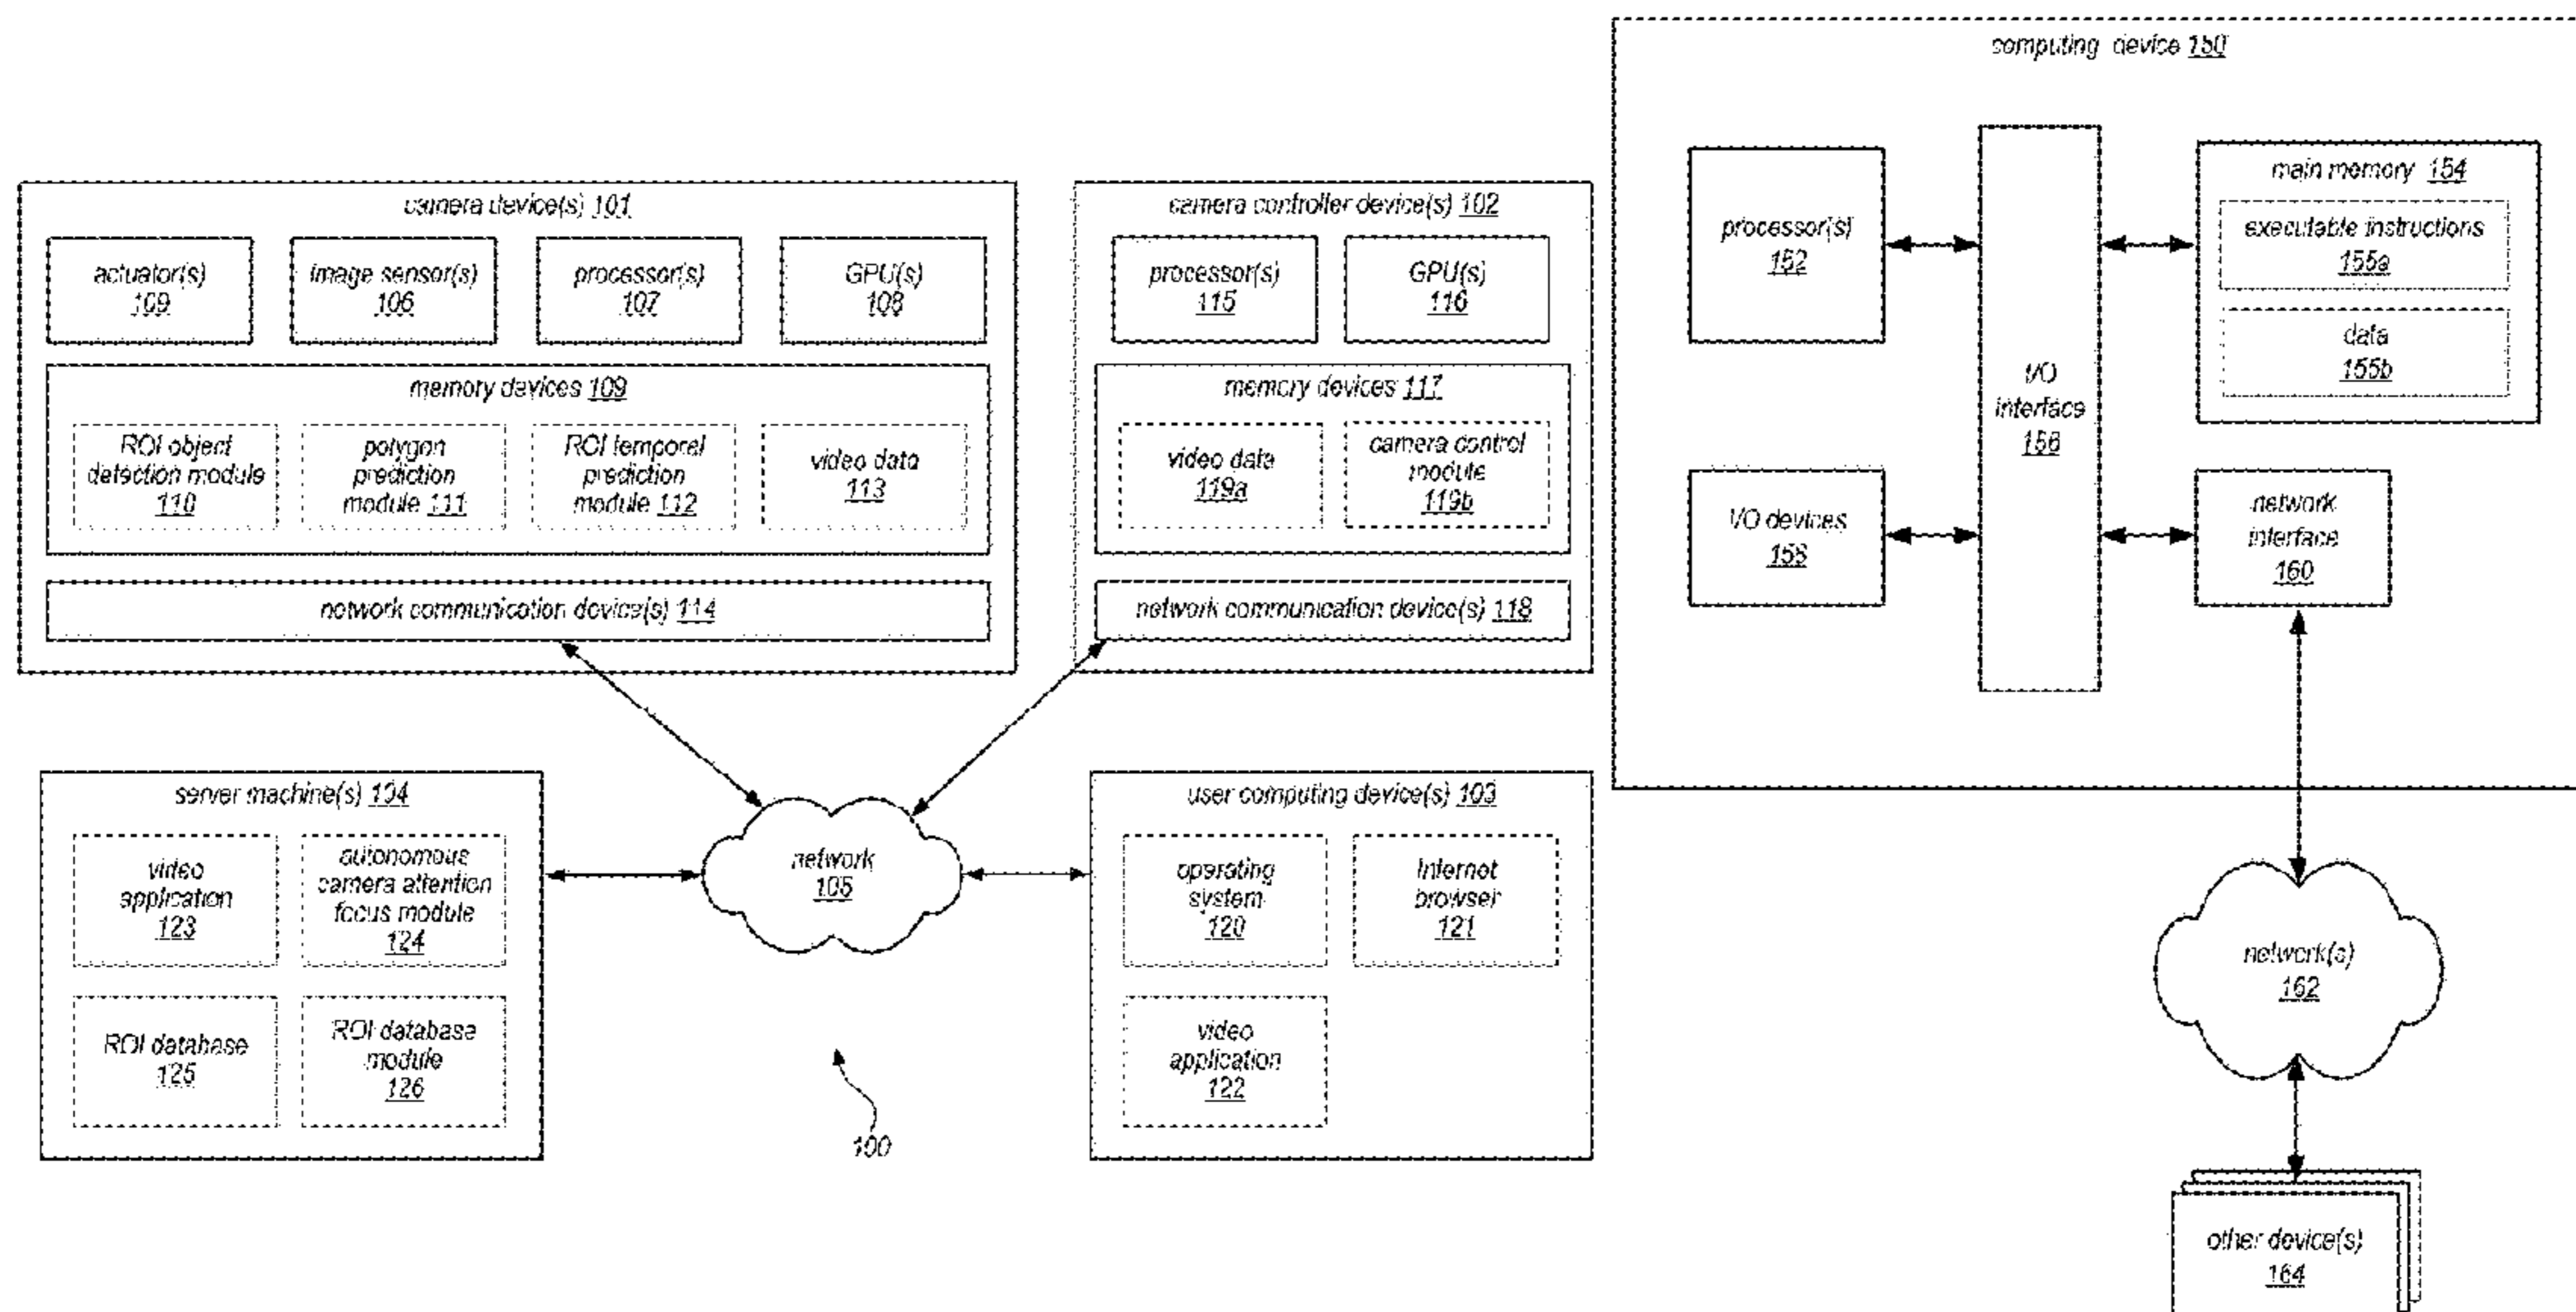 camera device(s) 101
actuator(s)
109
image sensor(s)
106
processor(s)
107
GPU(s)
108
memory devices 109
ROI object
detection module
110
polygon
prediction
module 111
ROI temporal
prediction
module 112
video data
113
network communication device(s) 114
camera controller device(s) 102
processor(s)
115
GPU(s)
116
memory devices 117
video data
119a
camera control
module
119b
network communication device(s) 118
server machine(s) 104
video
application
123
autonomous
camera attention
focus module
124
ROI database
125
ROI database
module
126
network
105
100
user computing device(s) 103
operating
system
120
Internet
browser
121
video
application
122
computing device 150
processor(s)
152
I/O
interface
156
main memory 154
executable instructions
155a
data
155b
I/O devices
158
network
interface
160
network(s)
162
other device(s)
164